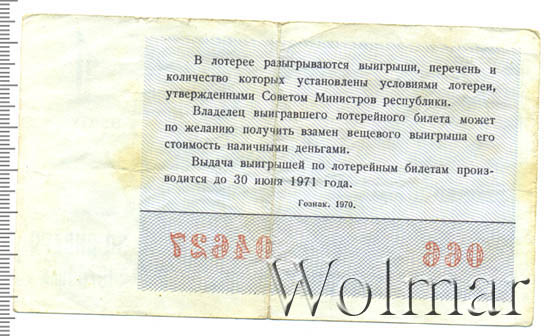 В лотерее разыгрываются выигрыши, перечень и
количество которых установлены условиями лотереи,
утвержденными Советом Министров республики.
Владелец выигравшего лотерейного билета может
по желанию получить взамен вещевого выигрыша его
стоимость наличными деньгами.
Выдача выигрышей по лотерейным билетам произ-
водится до 30 июня 1971 года.
Гознак. 1970.
04627 066
Wolmar